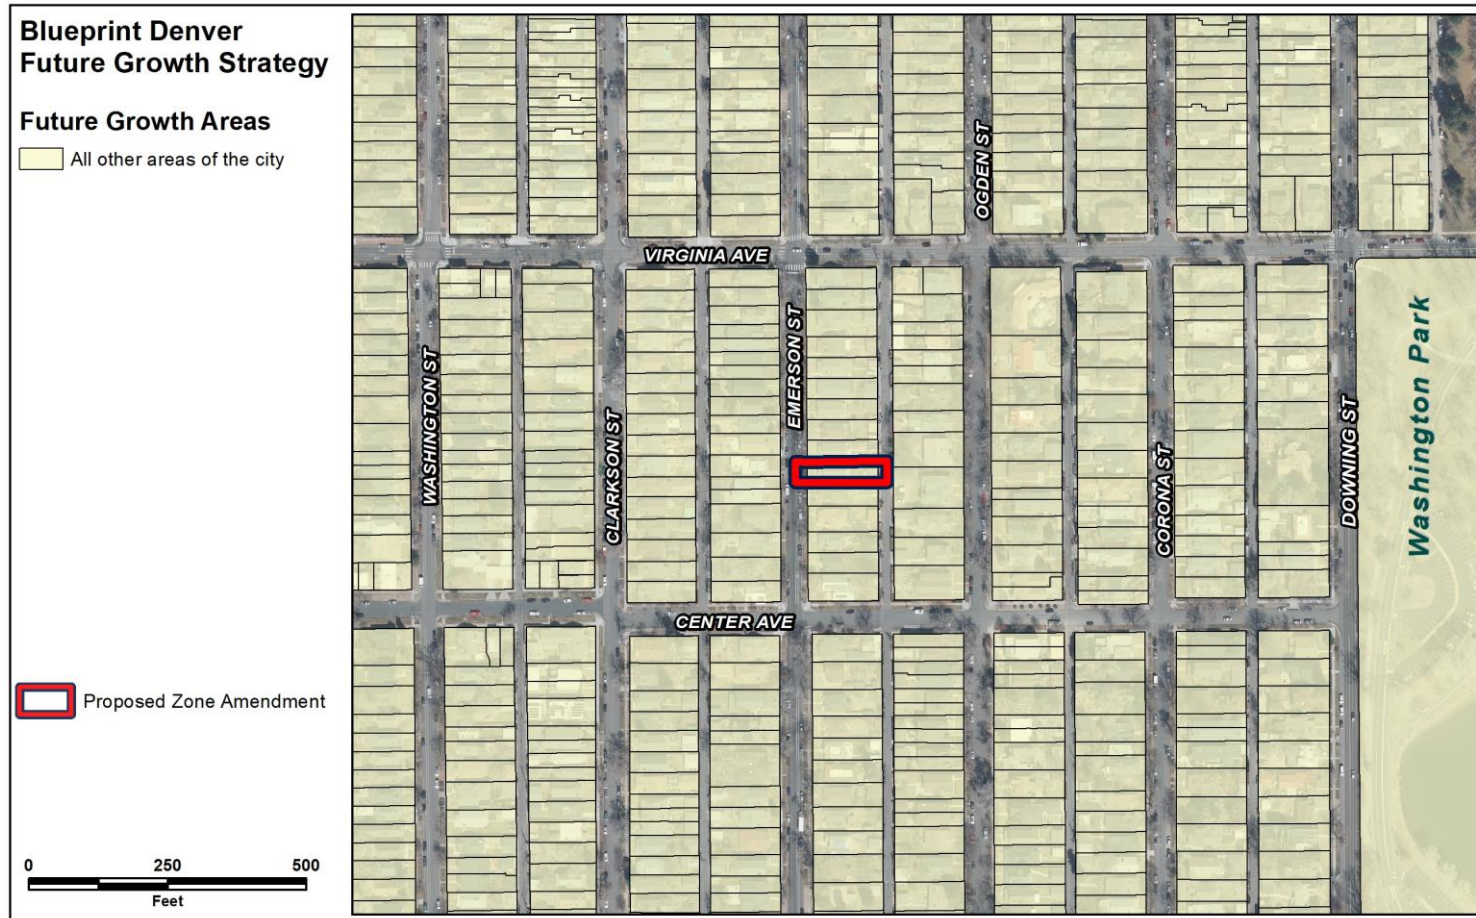 Blueprint Denver
Future Growth Strategy
Future Growth Areas
All other areas of the city
Proposed Zone Amendment
0 250 500
Feet
OGDEN ST
VIRGINIA AVE
EMERSON ST
WASHINGTON ST
CLARKSON ST
CORONA ST
DOWNING ST
Washington Park
CENTER AVE